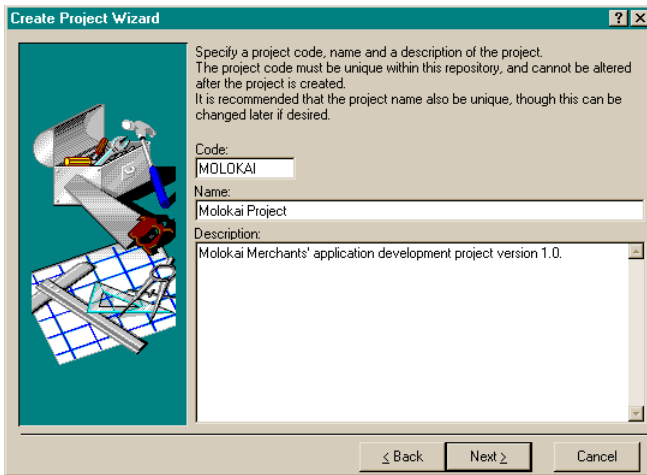 Create Project Wizard
Specify a project code, name and a description of the project.
The project code must be unique within this repository, and cannot be altered
after the project is created.
It is recommended that the project name also be unique, though this can be
changed later if desired.
Code:
MOLOKAI
Name:
Molokai Project
Description:
Molokai Merchants' application development project version 1.0.
< Back
Next >
Cancel